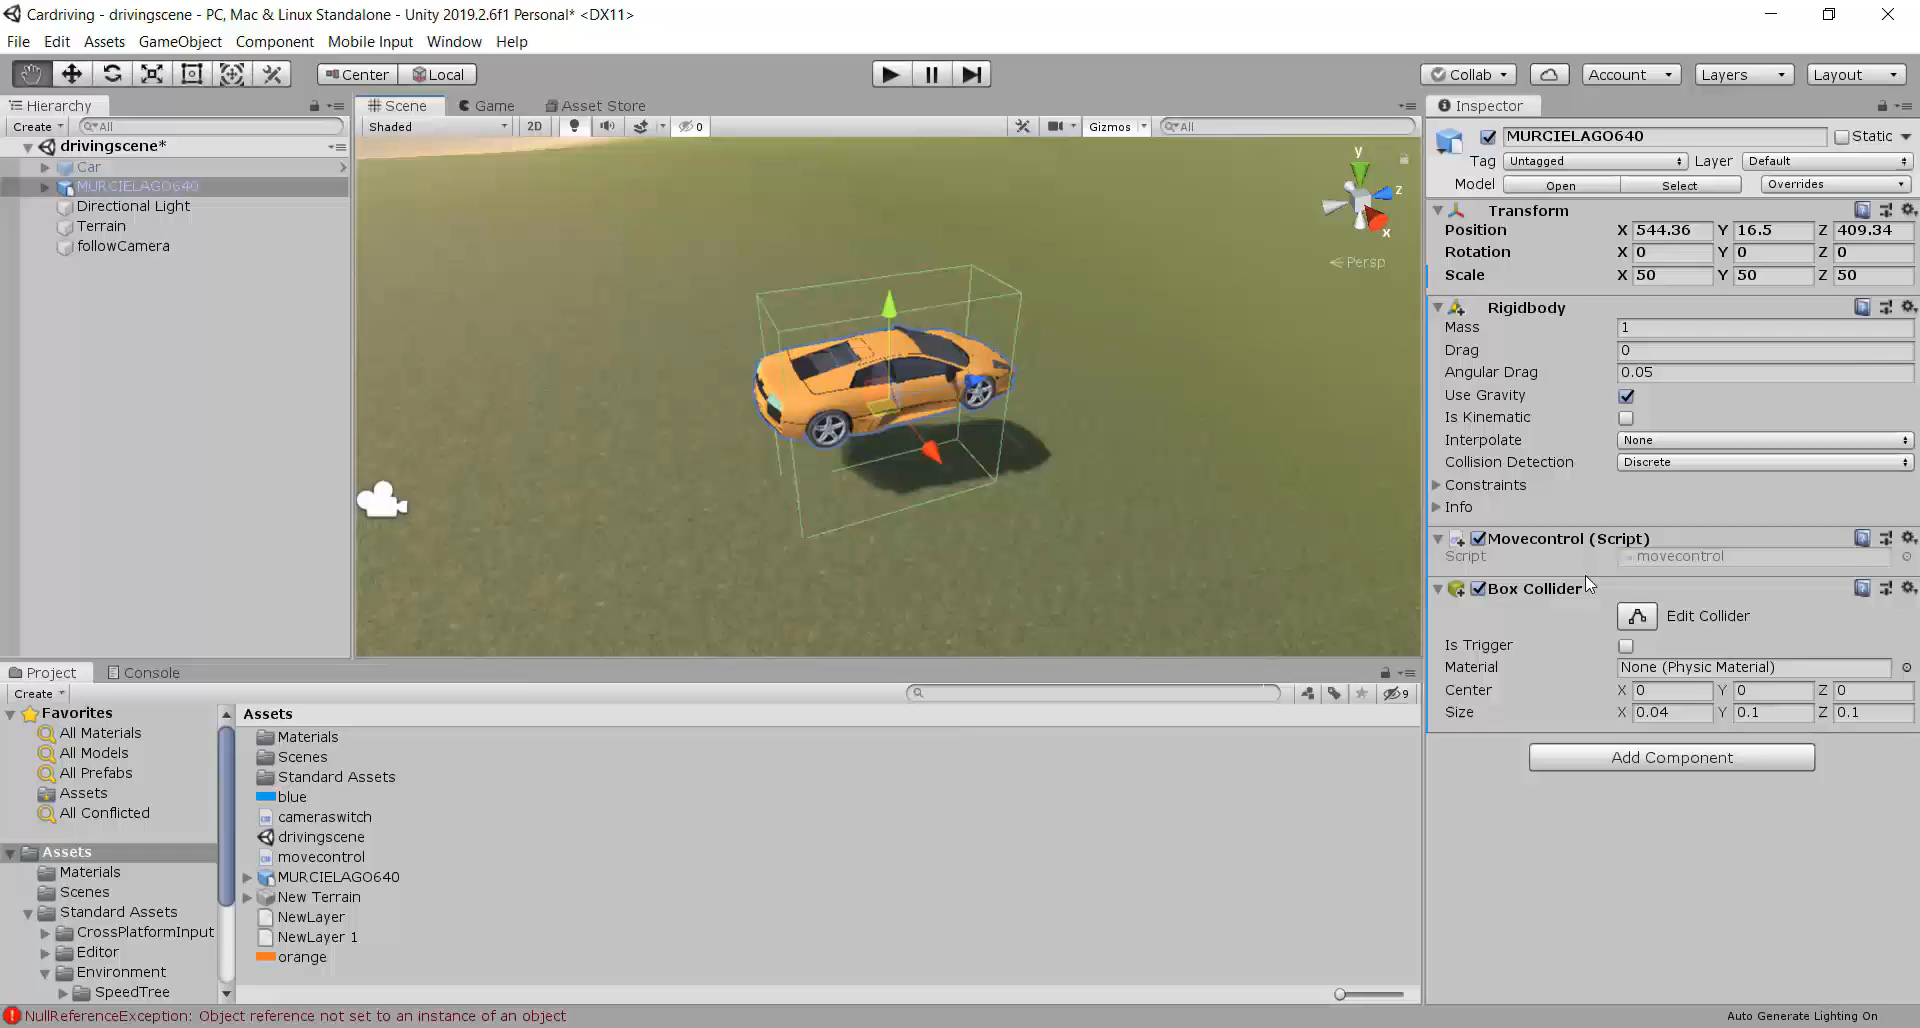 Cardriving - drivingscene - PC, Mac & Linux Standalone - Unity 2019.2.6f1 Personal* <DX11>
File Edit Assets GameObject Component Mobile Input Window Help
Center Local Collab Account Layers Layout
Hierarchy
Create All
drivingscene*
Car
MURCIELAGO640
Directional Light
Terrain
followCamera
Scene Game Asset Store
Shaded 2D 0 Gizmos All
y
z
x
Persp
Inspector
MURCIELAGO640 Static
Tag Untagged Layer Default
Model Open Select Overrides
Transform
Position X 544.36 Y 16.5 Z 409.34
Rotation X 0 Y 0 Z 0
Scale X 50 Y 50 Z 50
Rigidbody
Mass 1
Drag 0
Angular Drag 0.05
Use Gravity
Is Kinematic
Interpolate None
Collision Detection Discrete
Constraints
Info
Movecontrol (Script)
Script movecontrol
Box Collider
Edit Collider
Is Trigger
Material None (Physic Material)
Center X 0 Y 0 Z 0
Size X 0.04 Y 0.1 Z 0.1
Add Component
Project Console
Create 9
Favorites
All Materials
All Models
All Prefabs
Assets
All Conflicted
Assets
Materials
Scenes
Standard Assets
CrossPlatformInput
Editor
Environment
SpeedTree
Assets
Materials
Scenes
Standard Assets
blue
cameraswitch
drivingscene
movecontrol
MURCIELAGO640
New Terrain
NewLayer
NewLayer 1
orange
NullReferenceException: Object reference not set to an instance of an object
Auto Generate Lighting On